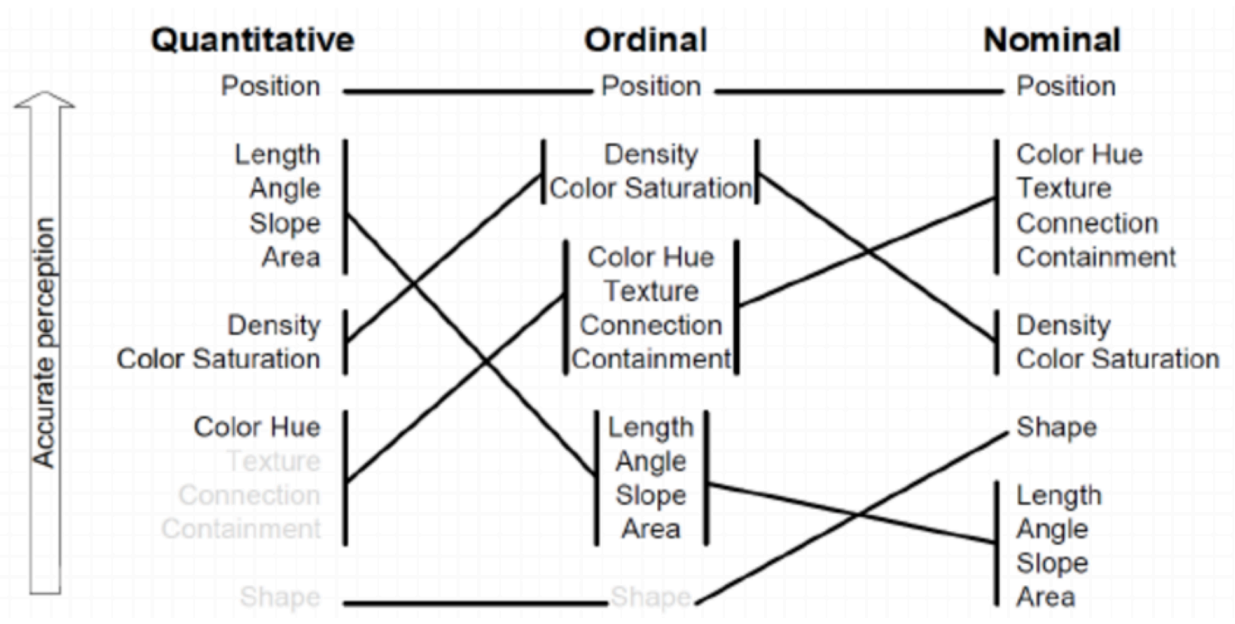 Quantitative Ordinal Nominal
Position Position Position
Length Density Color Hue
Angle Color Saturation Texture
Slope Connection
Area Color Hue Containment
Texture
Density Connection Density
Color Saturation Containment Color Saturation
Color Hue Length Shape
Texture Angle
Connection Slope Length
Containment Area Angle
Slope
Shape Shape Area
Accurate perception